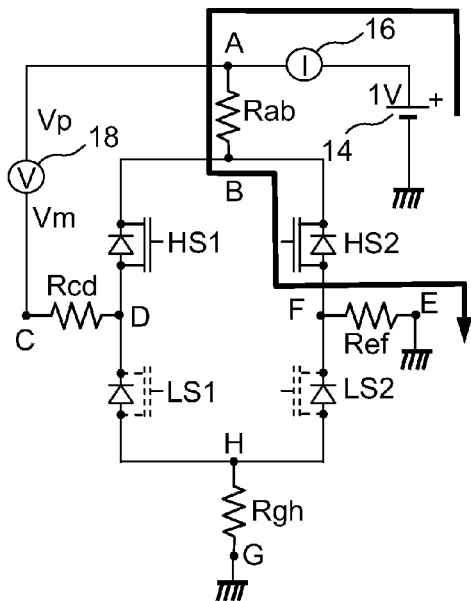 16
A
I
1V
+
Vp
Rab
14
18
V
B
Vm
HS1
HS2
Rcd
C
D
F
E
Ref
LS1
LS2
H
Rgh
G